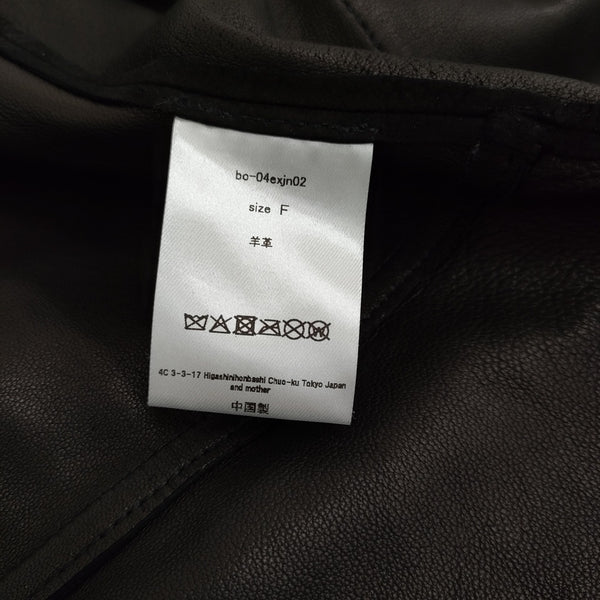 bo-04exjn02
size F
羊革
4C 3-3-17 Higashinihonbashi Chuo-ku Tokyo Japan
and mother
中国製